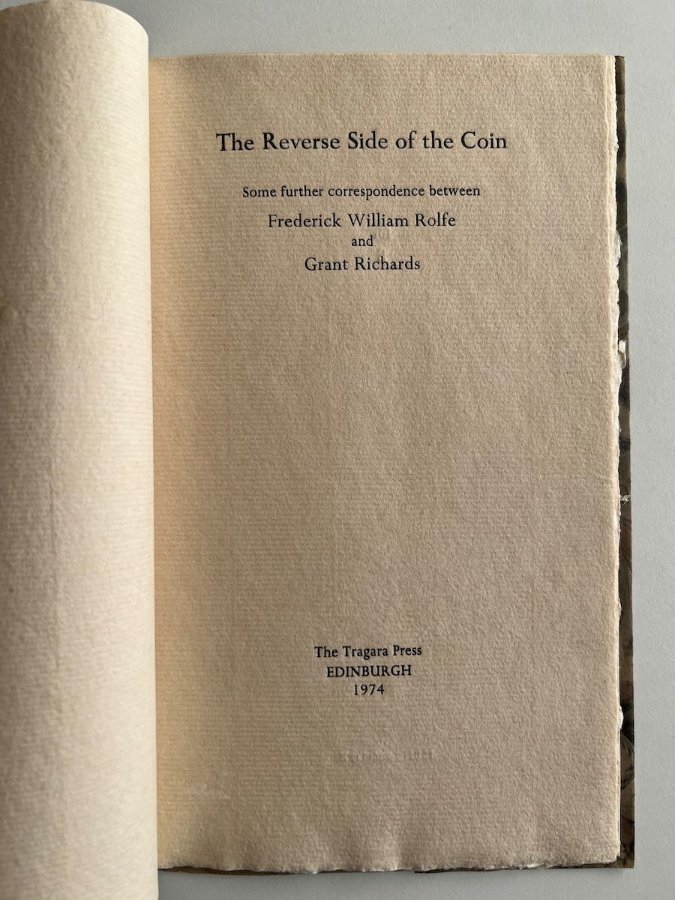 The Reverse Side of the Coin
Some further correspondence between
Frederick William Rolfe
and
Grant Richards
The Tragara Press
EDINBURGH
1974